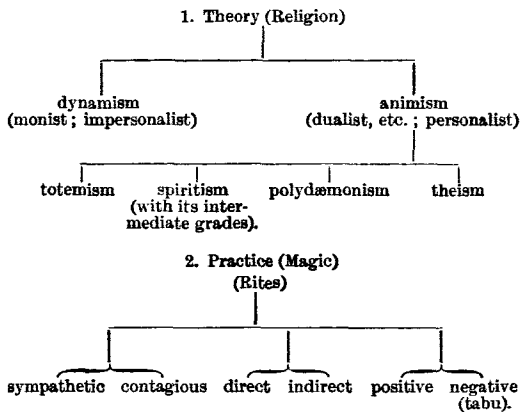 1. Theory (Religion)
dynamism animism
(monist ; impersonalist) (dualist, etc. ; personalist)
totemism spiritism polydæmonism theism
(with its inter-
mediate grades).
2. Practice (Magic)
(Rites)
sympathetic contagious direct indirect positive negative
(tabu).